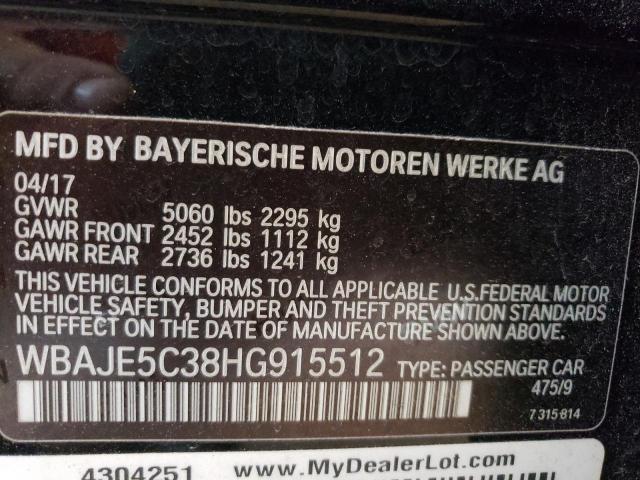 MFD BY BAYERISCHE MOTOREN WERKE AG
04/17
GVWR 5060 lbs 2295 kg
GAWR FRONT 2452 lbs 1112 kg
GAWR REAR 2736 lbs 1241 kg
THIS VEHICLE CONFORMS TO ALL APPLICABLE U.S.FEDERAL MOTOR
VEHICLE SAFETY, BUMPER AND THEFT PREVENTION STANDARDS
IN EFFECT ON THE DATE OF MANUFACTURE SHOWN ABOVE.
WBAJE5C38HG915512 TYPE: PASSENGER CAR
475/9
7 315 814
4304251 www.MyDealerLot.com